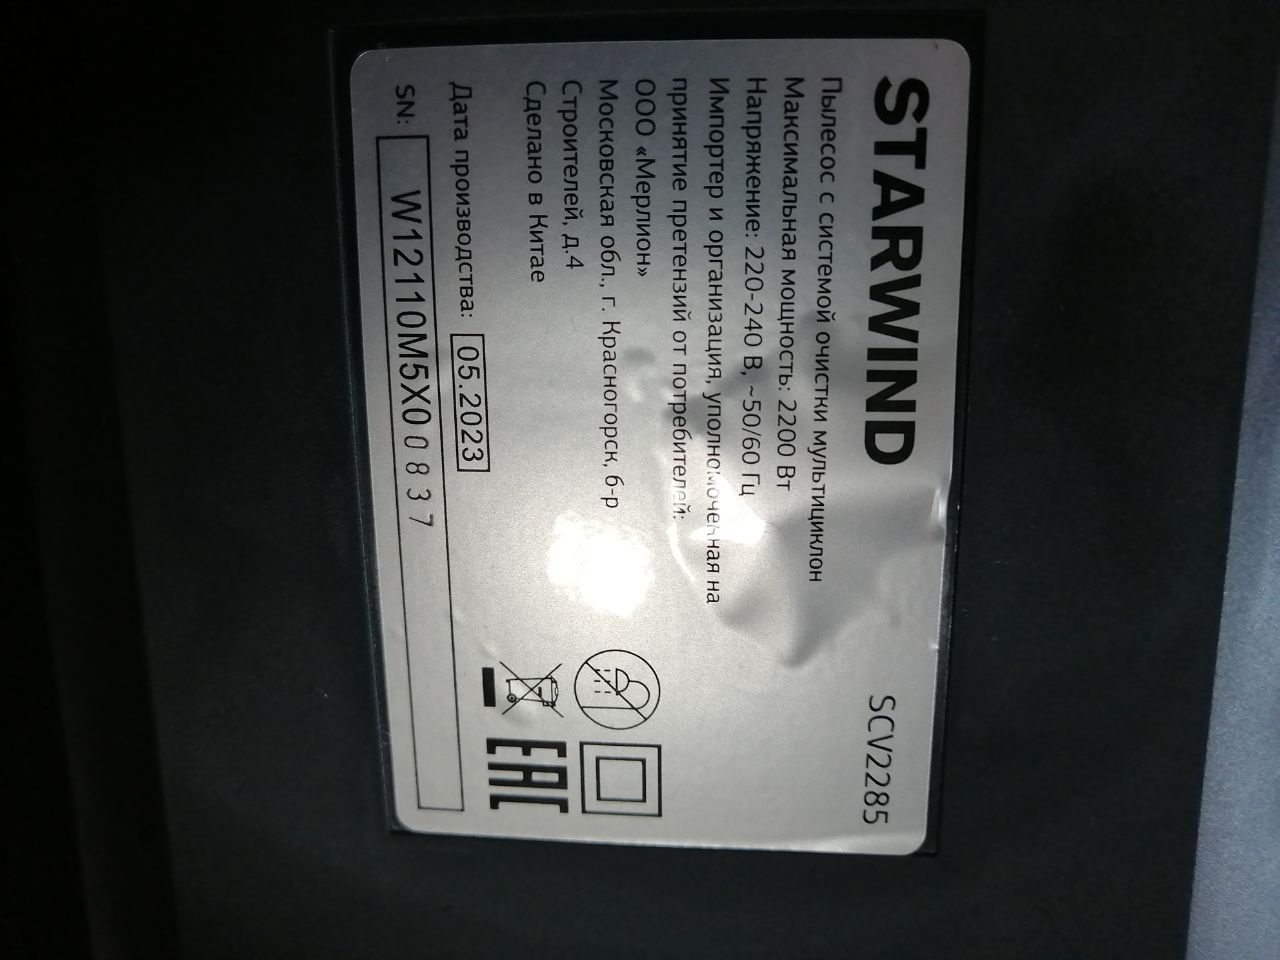 STARWIND SCV2285
Пылесос с системой очистки мультициклон
Максимальная мощность: 2200 Вт
Напряжение: 220-240 В, ~50/60 Гц
Импортер и организация, уполномоченная на
принятие претензий от потребителей:
ООО «Мерлион»
Московская обл., г. Красногорск, б-р
Строителей, д.4
Сделано в Китае
Дата производства: 05.2023
SN: W12110M5X00837
EAC